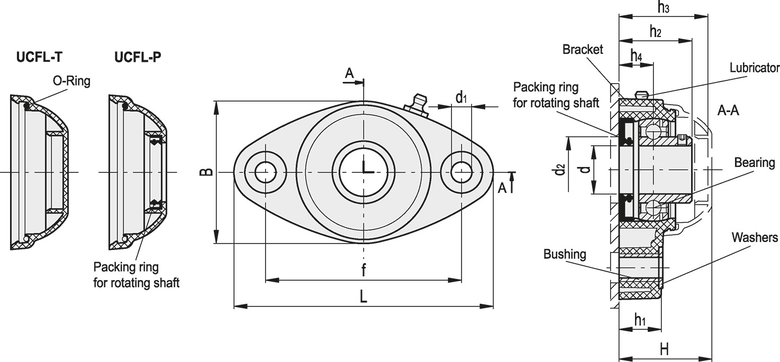 UCFL-T
UCFL-P
O-Ring
Packing ring
for rotating shaft
A
d1
B
A
f
L
h3
h2
h4
Bracket
Lubricator
Packing ring
for rotating shaft
A-A
d2
d
Bearing
Bushing
Washers
h1
H